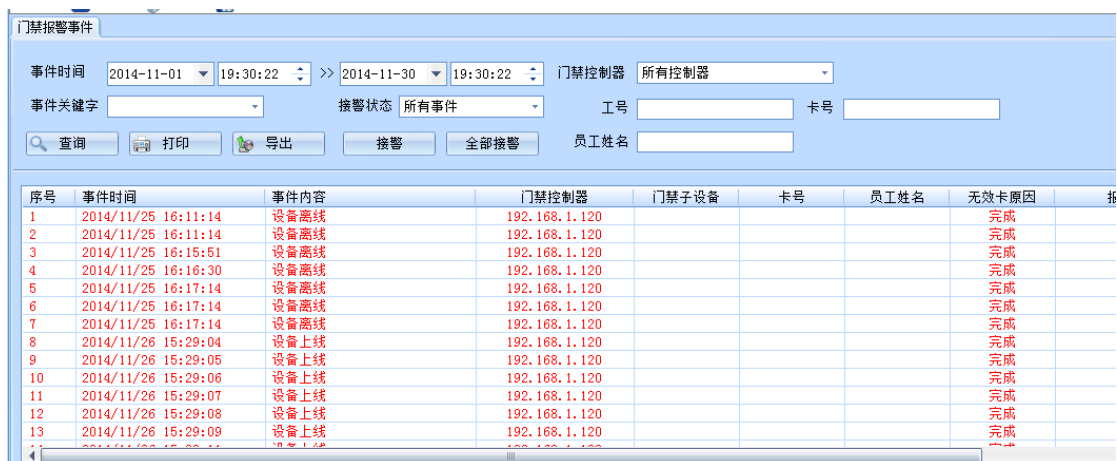 门禁报警事件
事件时间 2014-11-01 19:30:22 >> 2014-11-30 19:30:22 门禁控制器 所有控制器
事件关键字 接警状态 所有事件 工号 卡号
查询 打印 导出 接警 全部接警 员工姓名
序号 事件时间 事件内容 门禁控制器 门禁子设备 卡号 员工姓名 无效卡原因
1 2014/11/25 16:11:14 设备离线 192.168.1.120 完成
2 2014/11/25 16:11:14 设备离线 192.168.1.120 完成
3 2014/11/25 16:15:51 设备离线 192.168.1.120 完成
4 2014/11/25 16:16:30 设备离线 192.168.1.120 完成
5 2014/11/25 16:17:14 设备离线 192.168.1.120 完成
6 2014/11/25 16:17:14 设备离线 192.168.1.120 完成
7 2014/11/25 16:17:14 设备离线 192.168.1.120 完成
8 2014/11/26 15:29:04 设备上线 192.168.1.120 完成
9 2014/11/26 15:29:05 设备上线 192.168.1.120 完成
10 2014/11/26 15:29:06 设备上线 192.168.1.120 完成
11 2014/11/26 15:29:07 设备上线 192.168.1.120 完成
12 2014/11/26 15:29:08 设备上线 192.168.1.120 完成
13 2014/11/26 15:29:09 设备上线 192.168.1.120 完成